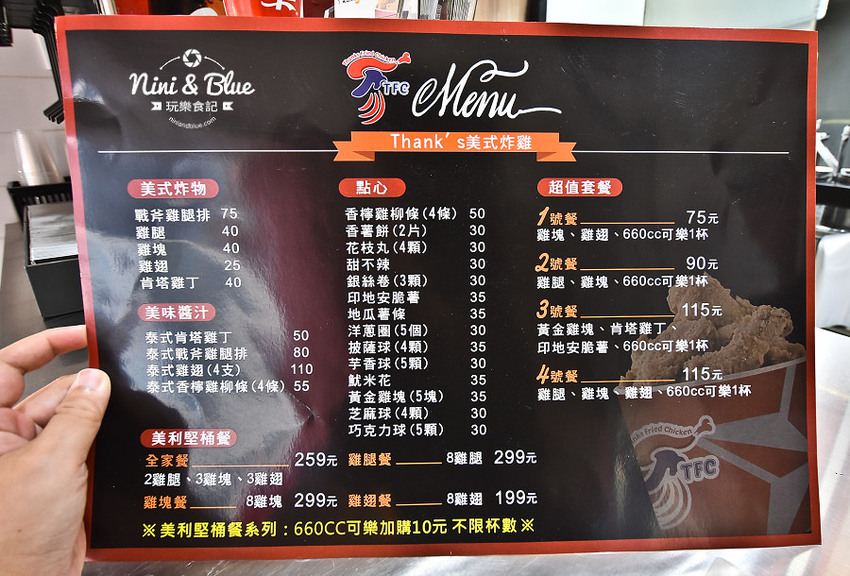 Nini & Blue
玩樂食記
niniandblue.com
Thanks Fried Chicken
TFC
Menu
Thank's美式炸雞
美式炸物
戰斧雞腿排 75
雞腿 40
雞塊 40
雞翅 25
肯塔雞丁 40
美味醬汁
泰式肯塔雞丁 50
泰式戰斧雞腿排 80
泰式雞翅(4支) 110
泰式香檸雞柳條(4條) 55
點心
香檸雞柳條(4條) 50
香薯餅(2片) 30
花枝丸(4顆) 30
甜不辣 30
銀絲卷(3顆) 30
印地安脆薯 35
地瓜薯條 35
洋蔥圈(5個) 30
披薩球(4顆) 35
芋香球(5顆) 30
魷米花 35
黃金雞塊(5塊) 35
芝麻球(4顆) 30
巧克力球(5顆) 30
超值套餐
1號餐 75元
雞塊、雞翅、660cc可樂1杯
2號餐 90元
雞腿、雞塊、660cc可樂1杯
3號餐 115元
黃金雞塊、肯塔雞丁、
印地安脆薯、660cc可樂1杯
4號餐 115元
雞腿、雞塊、雞翅、660cc可樂1杯
美利堅桶餐
全家餐 259元
2雞腿、3雞塊、3雞翅
雞腿餐 8雞腿 299元
雞塊餐 8雞塊 299元
雞翅餐 8雞翅 199元
※美利堅桶餐系列：660CC可樂加購10元 不限杯數※
Thanks Fried Chicken
TFC